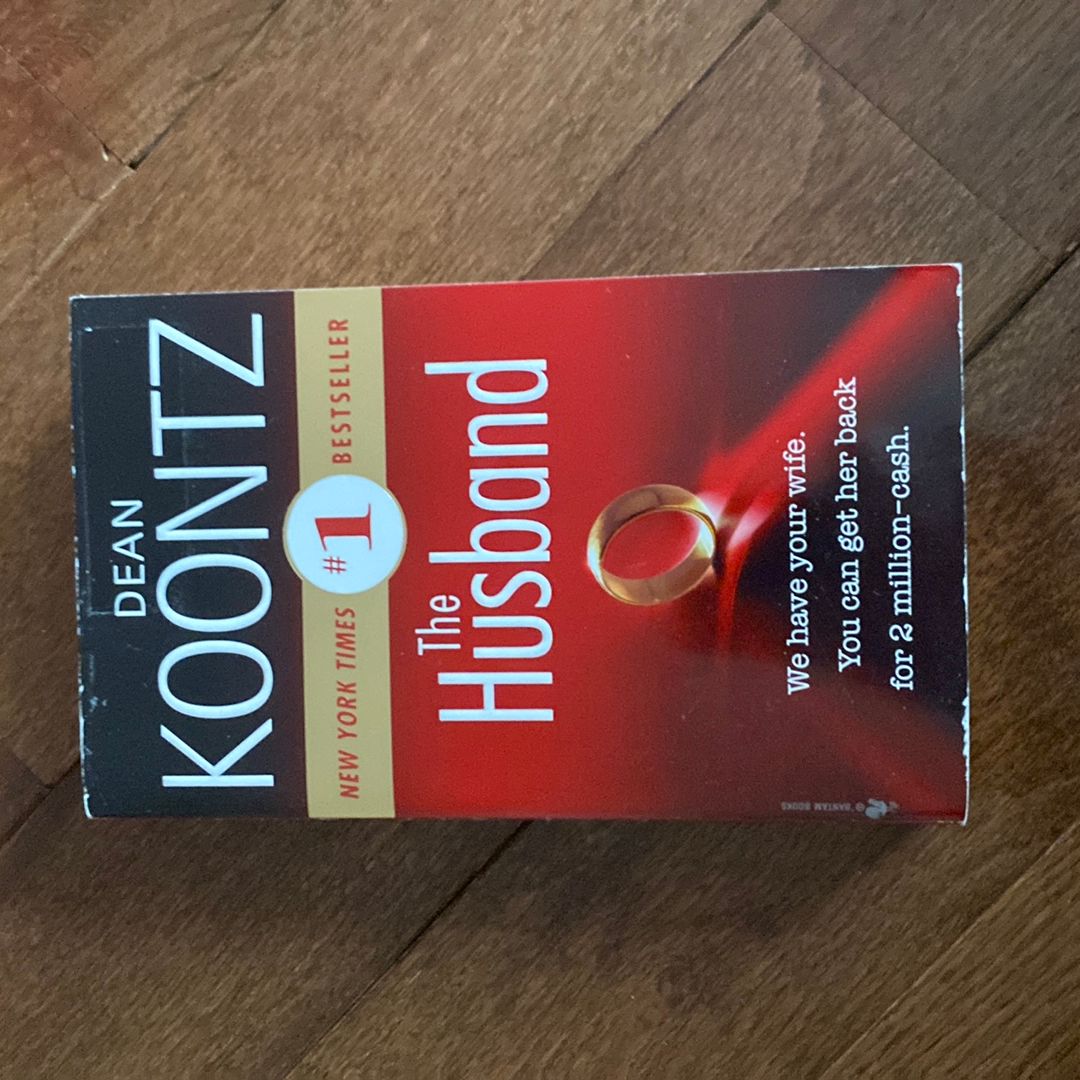 DEAN
KOONTZ
NEW YORK TIMES #1 BESTSELLER
The
Husband
We have your wife.
You can get her back
for 2 million–cash.
BANTAM BOOKS